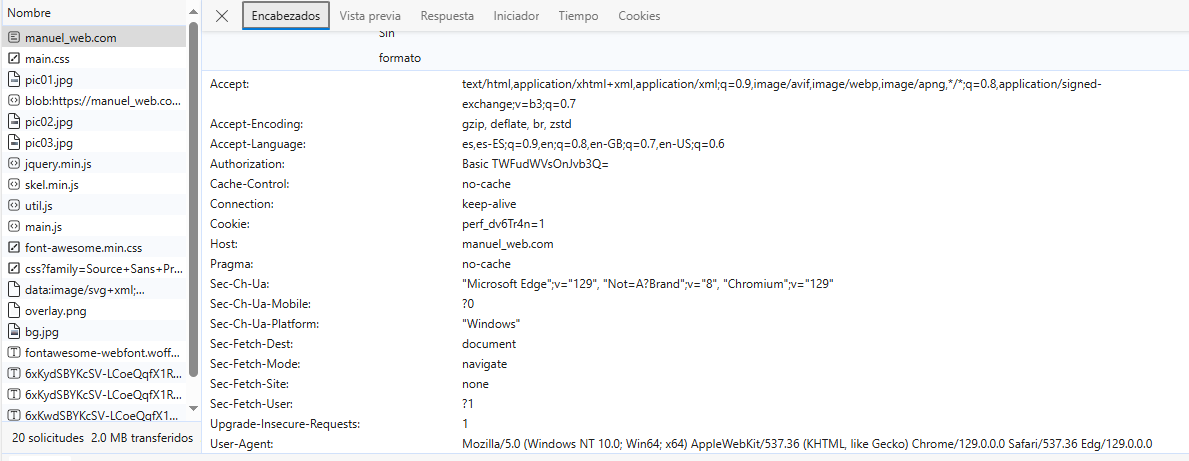 Nombre
manuel_web.com
main.css
pic01.jpg
blob:https://manuel_web.co...
pic02.jpg
pic03.jpg
jquery.min.js
skel.min.js
util.js
main.js
font-awesome.min.css
css?family=Source+Sans+Pr...
data:image/svg+xml;...
overlay.png
bg.jpg
fontawesome-webfont.woff...
6xKydSBYKcSV-LCoeQqfX1R...
6xKydSBYKcSV-LCoeQqfX1R...
6xKwdSBYKcSV-LCoeQqfX1...
20 solicitudes 2.0 MB transferidos
Encabezados Vista previa Respuesta Iniciador Tiempo Cookies
Sin
formato
Accept: text/html,application/xhtml+xml,application/xml;q=0.9,image/avif,image/webp,image/apng,*/*;q=0.8,application/signed-
exchange;v=b3;q=0.7
Accept-Encoding: gzip, deflate, br, zstd
Accept-Language: es,es-ES;q=0.9,en;q=0.8,en-GB;q=0.7,en-US;q=0.6
Authorization: Basic TWFudWVsOnJvb3Q=
Cache-Control: no-cache
Connection: keep-alive
Cookie: perf_dv6Tr4n=1
Host: manuel_web.com
Pragma: no-cache
Sec-Ch-Ua: "Microsoft Edge";v="129", "Not=A?Brand";v="8", "Chromium";v="129"
Sec-Ch-Ua-Mobile: ?0
Sec-Ch-Ua-Platform: "Windows"
Sec-Fetch-Dest: document
Sec-Fetch-Mode: navigate
Sec-Fetch-Site: none
Sec-Fetch-User: ?1
Upgrade-Insecure-Requests: 1
User-Agent: Mozilla/5.0 (Windows NT 10.0; Win64; x64) AppleWebKit/537.36 (KHTML, like Gecko) Chrome/129.0.0.0 Safari/537.36 Edg/129.0.0.0